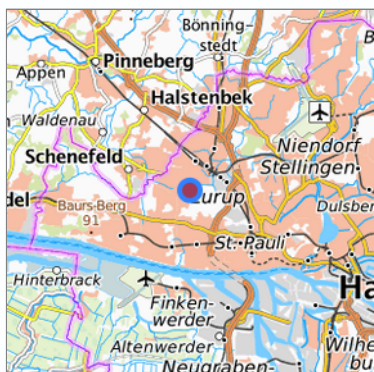 Bönning-
stedt
Pinneberg
Appen
Halstenbek
Waldenau
Niendorf
Stellingen
Schenefeld
del
Baurs-Berg
91
urup
Dulsbe
St. Pauli
Hinterbrack
Ha
Finken-
werder
Altenwerder
Wilhe
bu
Neugraben-